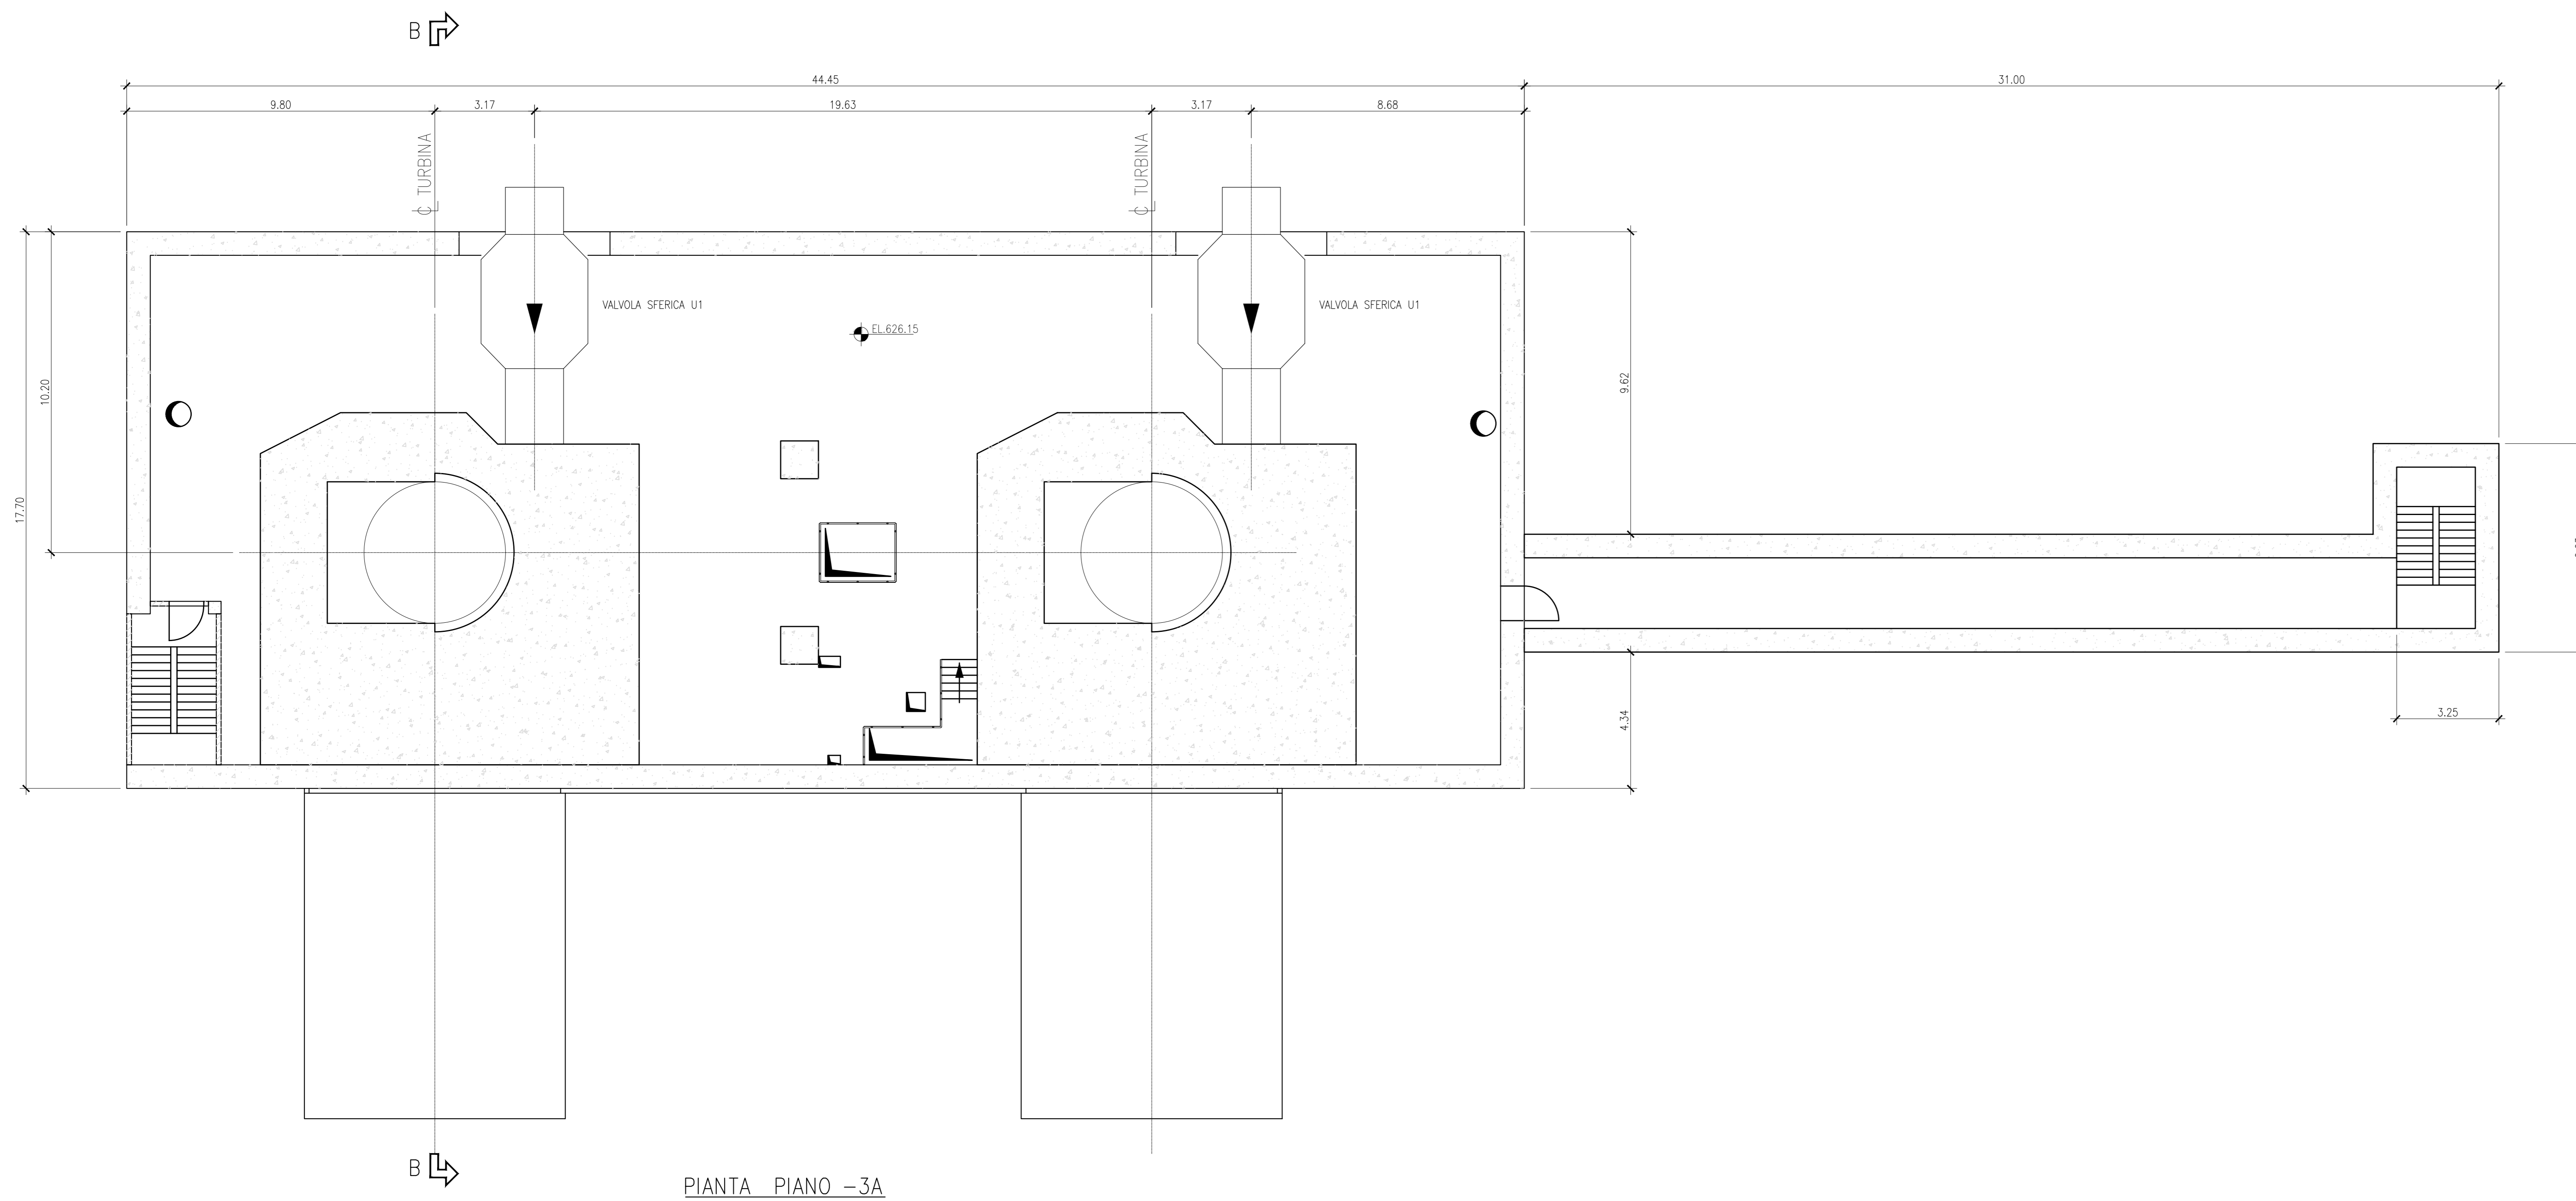 B
44.45
31.00
9.80
3.17
19.63
3.17
8.68
C TURBINA
C TURBINA
VALVOLA SFERICA U1
VALVOLA SFERICA U1
EL.626.15
10.20
9.62
17.70
3.25
4.34
B
PIANTA PIANO -3A